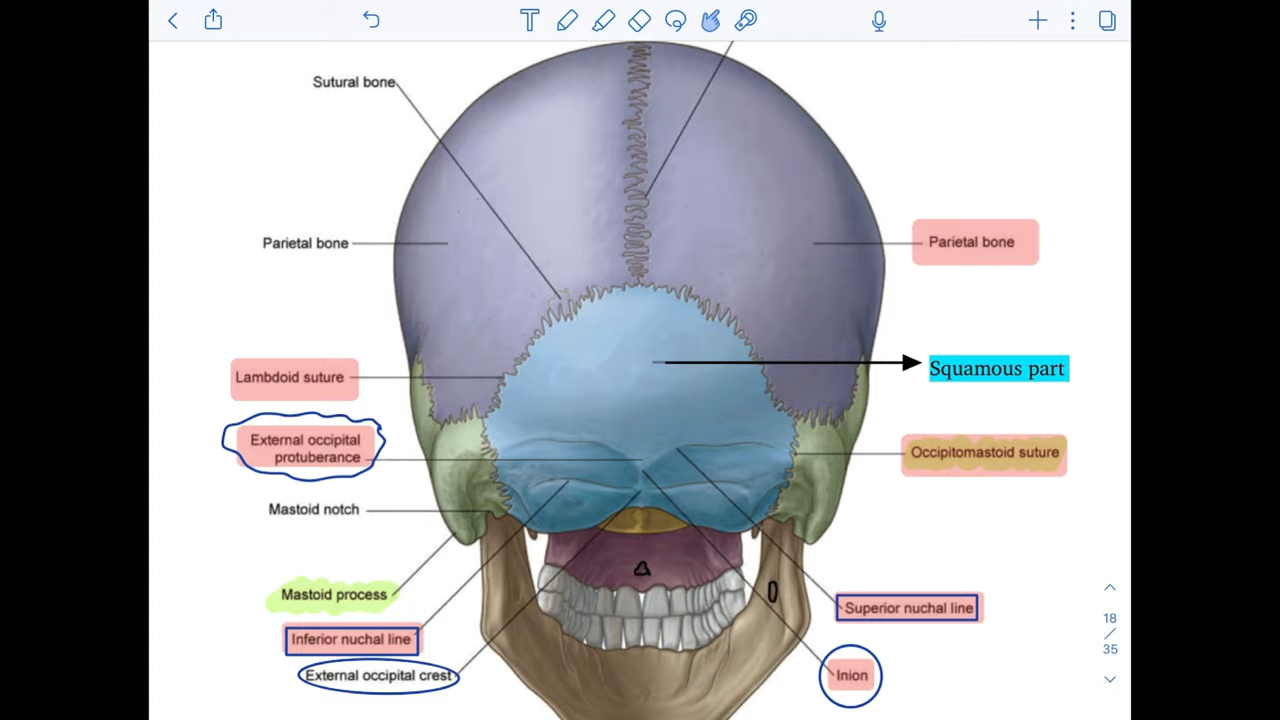 Sutural bone
Parietal bone
Parietal bone
Squamous part
Lambdoid suture
External occipital
protuberance
Occipitomastoid suture
Mastoid notch
Mastoid process
Superior nuchal line
Inferior nuchal line
External occipital crest
Inion
18
/
35